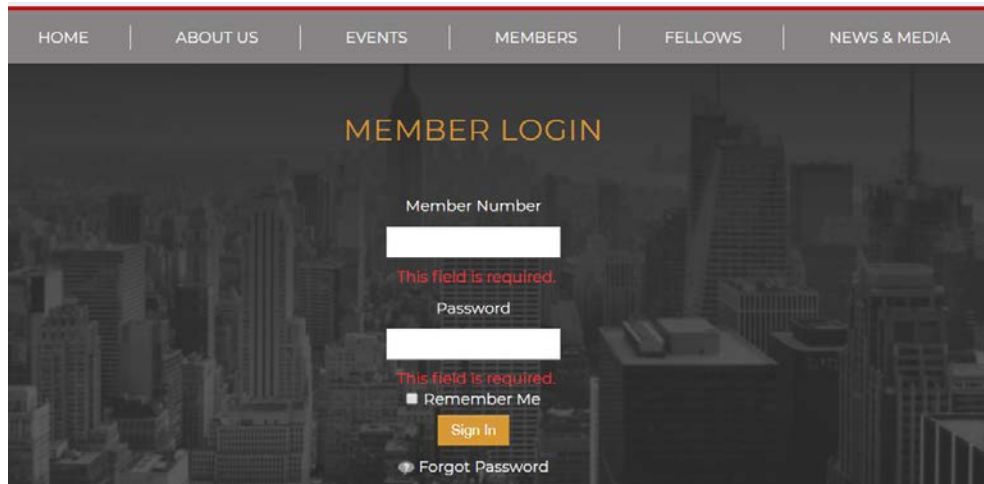 HOME ABOUT US EVENTS MEMBERS FELLOWS NEWS & MEDIA
MEMBER LOGIN
Member Number
This field is required.
Password
This field is required.
Remember Me
Sign In
Forgot Password